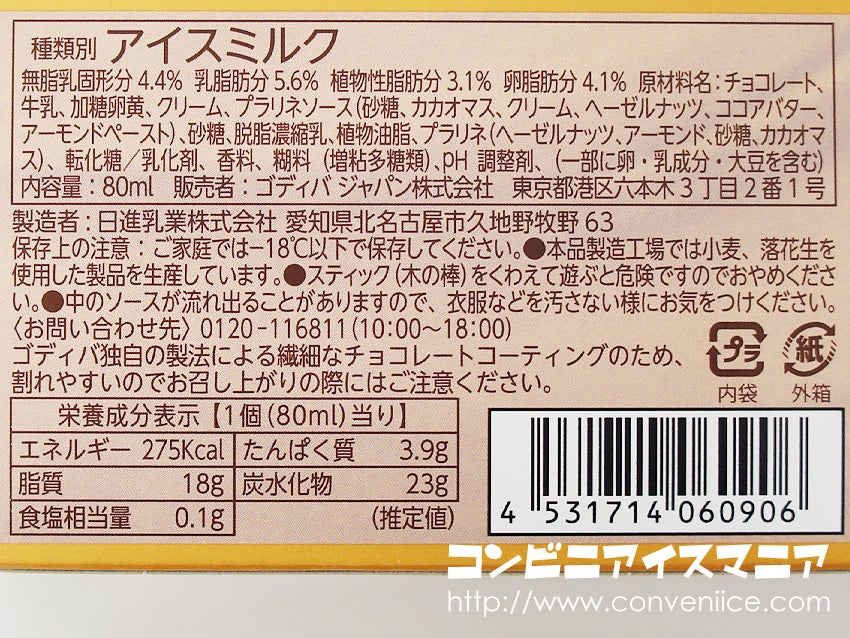 種類別 アイスミルク
無脂乳固形分 4.4% 乳脂肪分 5.6% 植物性脂肪分 3.1% 卵脂肪分 4.1% 原材料名：チョコレート、
牛乳、加糖卵黄、クリーム、プラリネソース（砂糖、カカオマス、クリーム、ヘーゼルナッツ、ココアバター、
アーモンドペースト）、砂糖、脱脂濃縮乳、植物油脂、プラリネ（ヘーゼルナッツ、アーモンド、砂糖、カカオマ
ス）、転化糖／乳化剤、香料、糊料（増粘多糖類）、pH 調整剤、（一部に卵・乳成分・大豆を含む）
内容量：80ml 販売者：ゴディバ ジャパン株式会社 東京都港区六本木３丁目２番１号
製造者：日進乳業株式会社 愛知県北名古屋市久地野牧野 63
保存上の注意：ご家庭では−18℃以下で保存してください。●本品製造工場では小麦、落花生を
使用した製品を生産しています。●スティック（木の棒）をくわえて遊ぶと危険ですのでおやめくださ
い。●中のソースが流れ出ることがありますので、衣服などを汚さない様にお気をつけください。
〈お問い合わせ先〉0120-116811（10:00～18:00）
ゴディバ独自の製法による繊細なチョコレートコーティングのため、
割れやすいのでお召し上がりの際にはご注意ください。
プラ 紙
内袋 外箱
栄養成分表示【1個（80ml）当り】
エネルギー 275Kcal たんぱく質 3.9g
脂質 18g 炭水化物 23g
食塩相当量 0.1g （推定値）
4 531714 060906
コンビニアイスマニア
http://www.conveniice.com